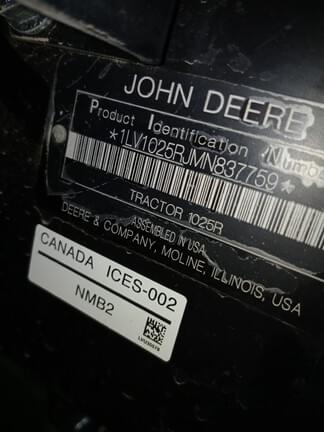 JOHN DEERE
Product Identification Number
*1LV1025RJMN837759*
TRACTOR 1025R
ASSEMBLED IN USA
DEERE & COMPANY, MOLINE, ILLINOIS, USA
CANADA ICES-002
NMB2